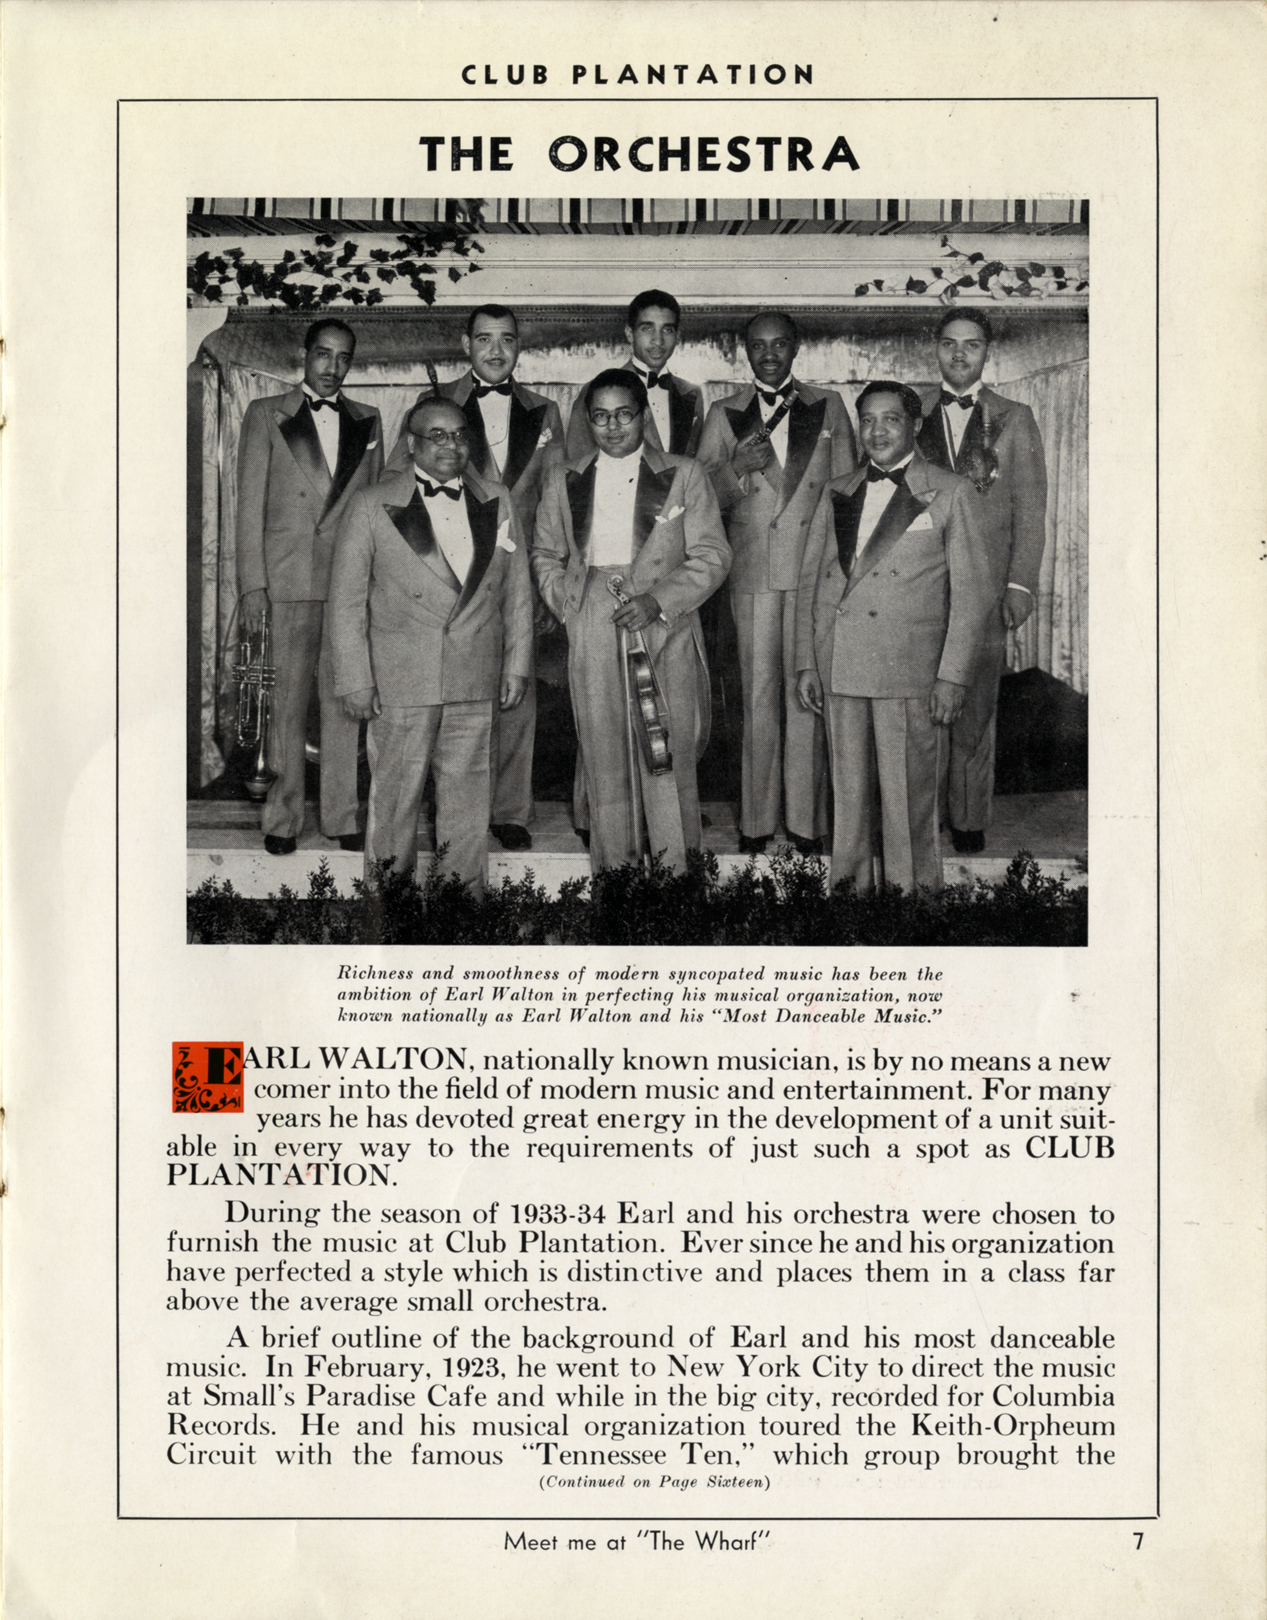 CLUB PLANTATION
THE ORCHESTRA
Richness and smoothness of modern syncopated music has been the
ambition of Earl Walton in perfecting his musical organization, now
known nationally as Earl Walton and his “Most Danceable Music.”
EARL WALTON, nationally known musician, is by no means a new
comer into the field of modern music and entertainment. For many
years he has devoted great energy in the development of a unit suit-
able in every way to the requirements of just such a spot as CLUB
PLANTATION.
During the season of 1933-34 Earl and his orchestra were chosen to
furnish the music at Club Plantation. Ever since he and his organization
have perfected a style which is distinctive and places them in a class far
above the average small orchestra.
A brief outline of the background of Earl and his most danceable
music. In February, 1923, he went to New York City to direct the music
at Small's Paradise Cafe and while in the big city, recorded for Columbia
Records. He and his musical organization toured the Keith-Orpheum
Circuit with the famous “Tennessee Ten,” which group brought the
(Continued on Page Sixteen)
Meet me at "The Wharf"
7